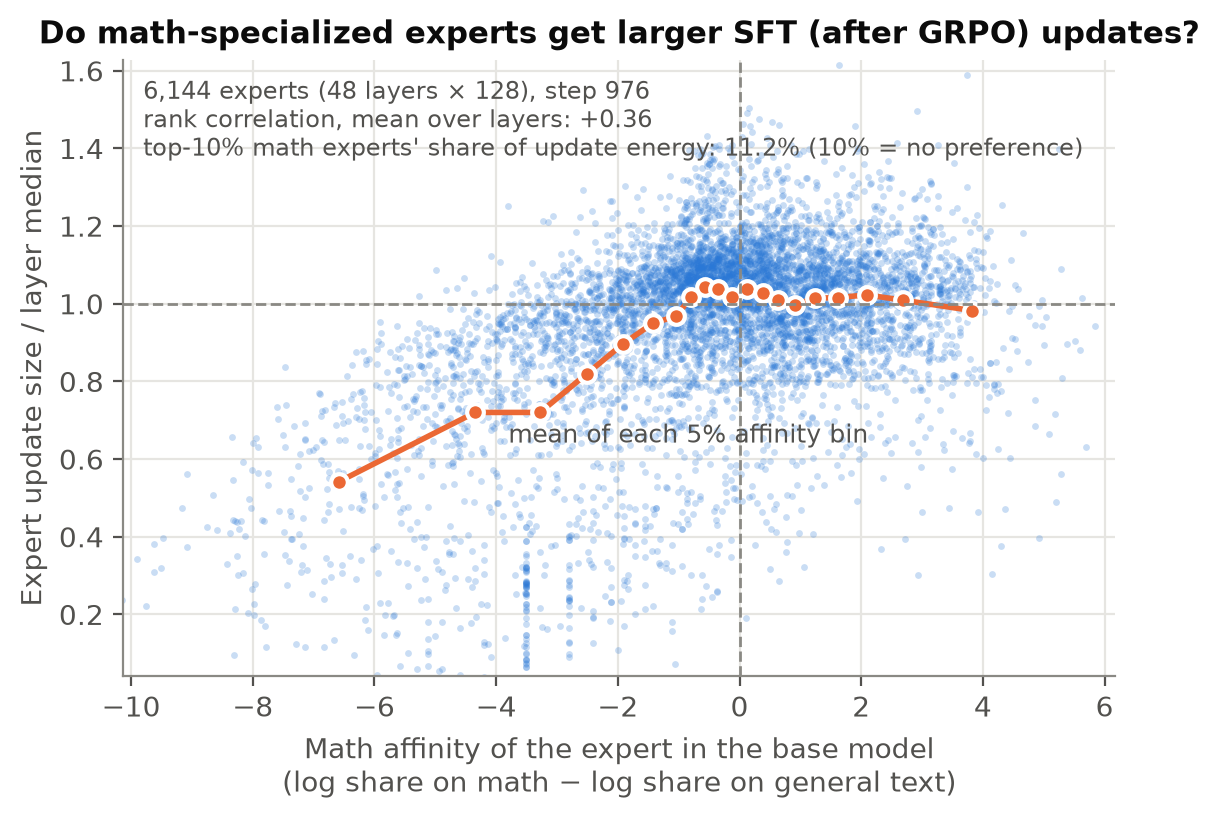 Do math-specialized experts get larger SFT (after GRPO) updates?
6,144 experts (48 layers × 128), step 976
rank correlation, mean over layers: +0.36
top-10% math experts' share of update energy: 11.2% (10% = no preference)
mean of each 5% affinity bin
Expert update size / layer median
1.6
1.4
1.2
1.0
0.8
0.6
0.4
0.2
−10
−8
−6
−4
−2
0
2
4
6
Math affinity of the expert in the base model
(log share on math − log share on general text)